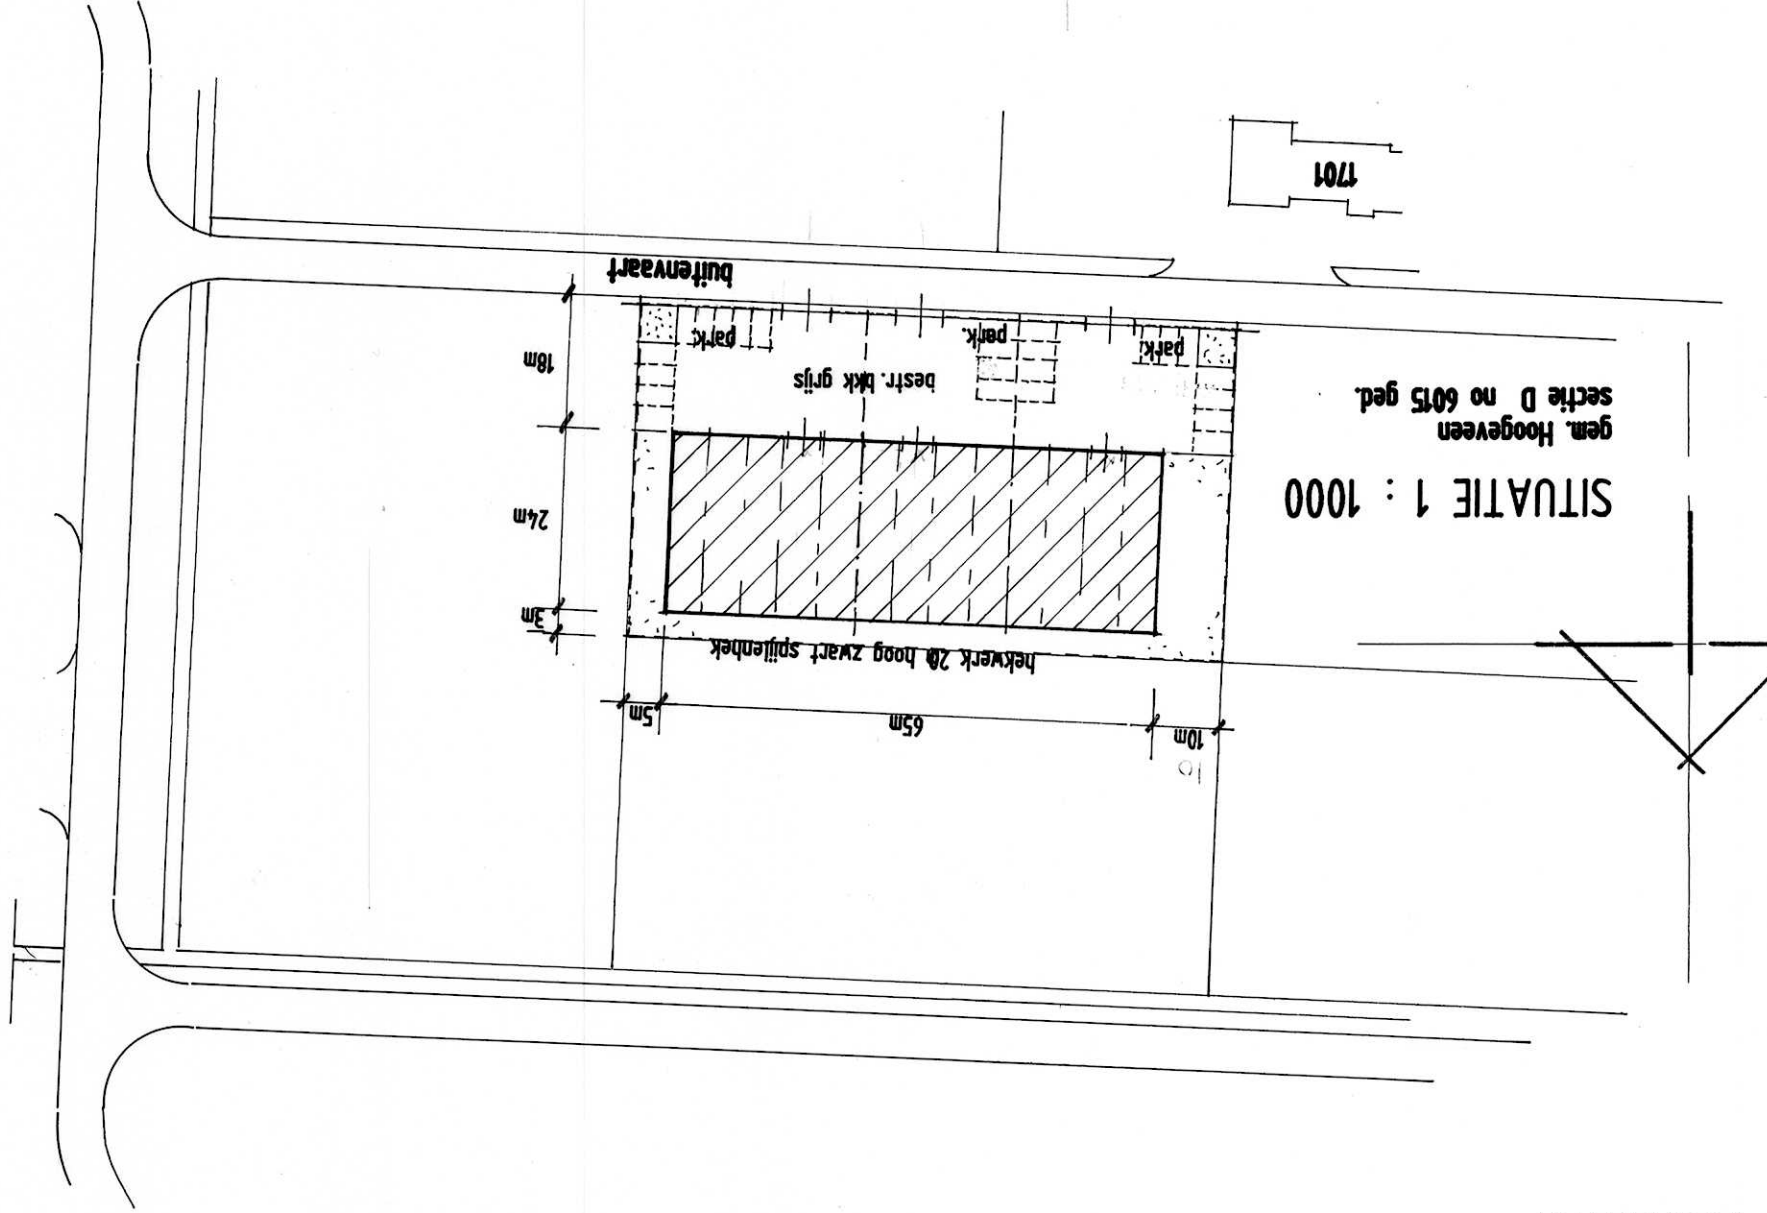 10m
65m
5m
hekwerk 2m hoog zwart spijlenhek
3m
24m
18m
SITUATIE 1 : 1000
gem. Hoogeveen
sectie D no 6015 ged.
bestr. bkk grijs
park.
park.
park.
buitenvaart
1701